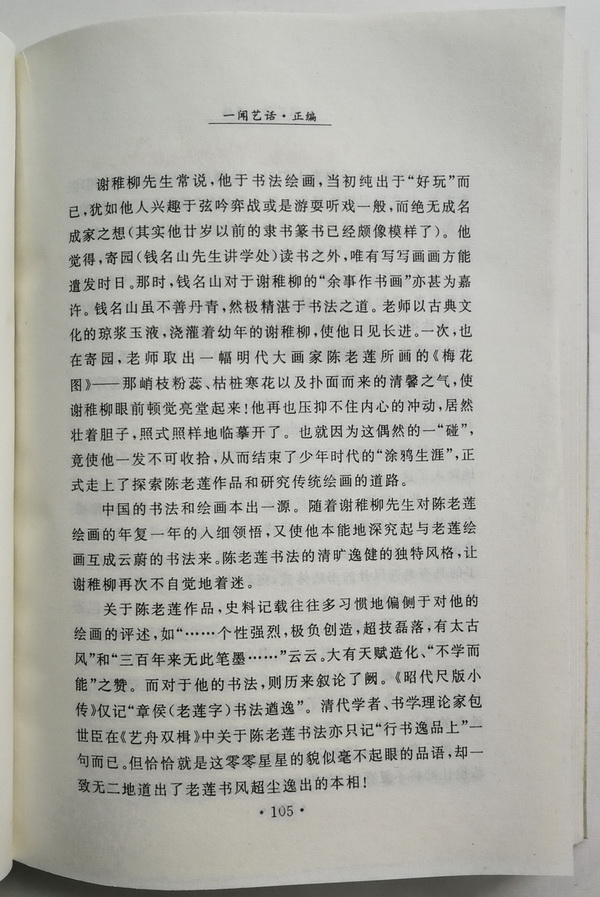 一闻艺话·正编
谢稚柳先生常说，他于书法绘画，当初纯出于“好玩”而
已，犹如他人兴趣于弦吟弈战或是游耍听戏一般，而绝无成名
成家之想(其实他廿岁以前的隶书篆书已经颇像模样了)。他
觉得，寄园(钱名山先生讲学处)读书之外，唯有写写画画方能
遣发时日。那时，钱名山对于谢稚柳的“余事作书画”亦甚为嘉
许。钱名山虽不善丹青，然极精湛于书法之道。老师以古典文
化的琼浆玉液，浇灌着幼年的谢稚柳，使他日见长进。一次，也
在寄园，老师取出一幅明代大画家陈老莲所画的《梅花
图》——那峭枝粉蕊、枯桩寒花以及扑面而来的清馨之气，使
谢稚柳眼前顿觉亮堂起来！他再也压抑不住内心的冲动，居然
壮着胆子，照式照样地临摹开了。也就因为这偶然的一“碰”，
竟使他一发不可收拾，从而结束了少年时代的“涂鸦生涯”，正
式走上了探索陈老莲作品和研究传统绘画的道路。
中国的书法和绘画本出一源。随着谢稚柳先生对陈老莲
绘画的年复一年的入细领悟，又使他本能地深究起与老莲绘
画互成云蔚的书法来。陈老莲书法的清旷逸健的独特风格，让
谢稚柳再次不自觉地着迷。
关于陈老莲作品，史料记载往往多习惯地偏侧于对他的
绘画的评述，如“……个性强烈，极负创造，超技磊落，有太古
风”和“三百年来无此笔墨……”云云。大有天赋造化、“不学而
能”之赞。而对于他的书法，则历来叙论了阙。《昭代尺版小
传》仅记“章侯(老莲字)书法遒逸”。清代学者、书学理论家包
世臣在《艺舟双楫》中关于陈老莲书法亦只记“行书逸品上”一
句而已。但恰恰就是这零零星星的貌似毫不起眼的品语，却一
致无二地道出了老莲书风超尘逸出的本相！
·105·